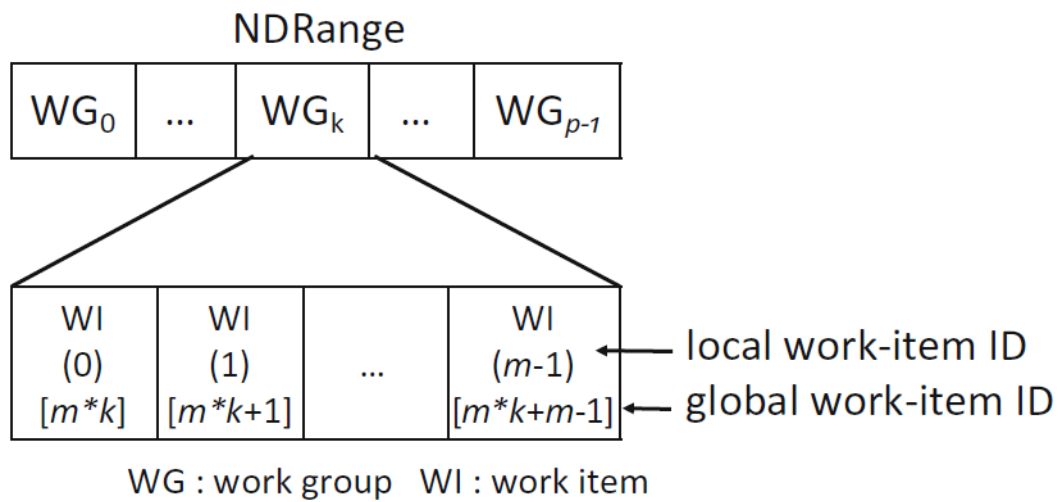 NDRange
WG0 ... WGk ... WGp-1
WI WI WI
(0) (1) ... (m-1) local work-item ID
[m*k] [m*k+1] [m*k+m-1] global work-item ID
WG : work group WI : work item